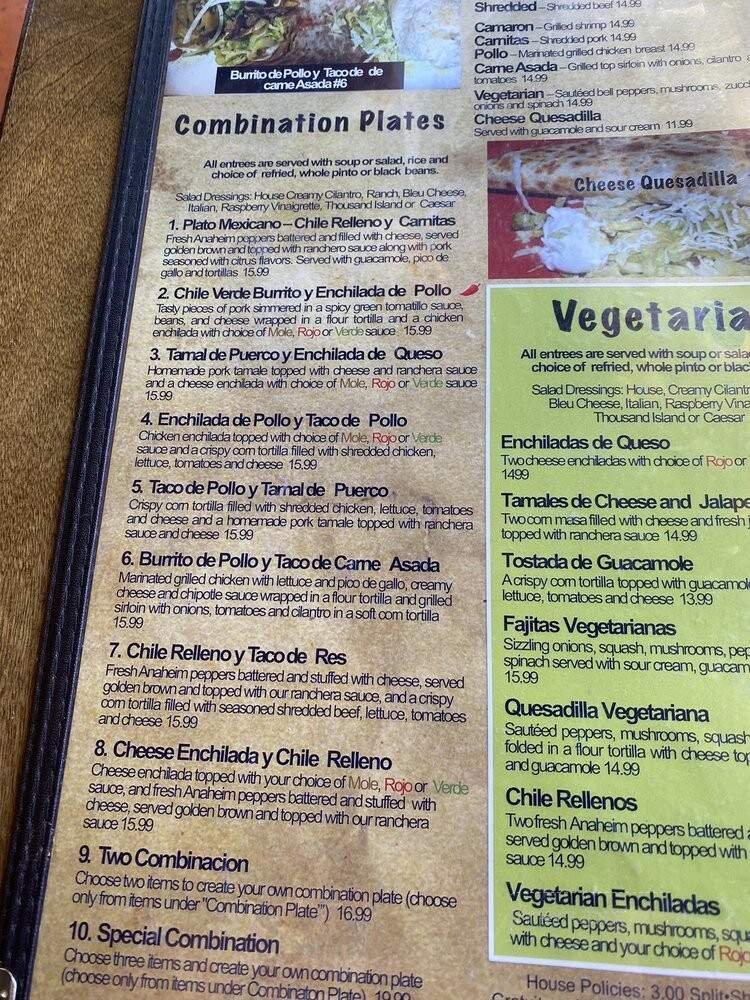 Burrito de Pollo y Taco de de
carne Asada #6
Combination Plates
All entrees are served with soup or salad, rice and
choice of refried, whole pinto or black beans.
Salad Dressings: House Creamy Cilantro, Ranch, Bleu Cheese,
Italian, Raspberry Vinaigrette, Thousand Island or Caesar
1. Plato Mexicano – Chile Relleno y Carnitas
Fresh Anaheim peppers battered and filled with cheese, served
golden brown and topped with ranchero sauce along with pork
seasoned with citrus flavors. Served with guacamole, pico de
gallo and tortillas 15.99
2. Chile Verde Burrito y Enchilada de Pollo
Tasty pieces of pork simmered in a spicy green tomatillo sauce,
beans, and cheese wrapped in a flour tortilla and a chicken
enchilada with choice of Mole, Rojo or Verde sauce 15.99
3. Tamal de Puerco y Enchilada de Queso
Homemade pork tamale topped with cheese and ranchera sauce
and a cheese enchilada with choice of Mole, Rojo or Verde sauce
15.99
4. Enchilada de Pollo y Taco de Pollo
Chicken enchilada topped with choice of Mole, Rojo or Verde
sauce and a crispy corn tortilla filled with shredded chicken,
lettuce, tomatoes and cheese 15.99
5. Taco de Pollo y Tamal de Puerco
Crispy corn tortilla filled with shredded chicken, lettuce, tomatoes
and cheese and a homemade pork tamale topped with ranchera
sauce and cheese 15.99
6. Burrito de Pollo y Taco de Carne Asada
Marinated grilled chicken with lettuce and pico de gallo, creamy
cheese and chipotle sauce wrapped in a flour tortilla and grilled
sirloin with onions, tomatoes and cilantro in a soft corn tortilla
15.99
7. Chile Relleno y Taco de Res
Fresh Anaheim peppers battered and stuffed with cheese, served
golden brown and topped with our ranchera sauce, and a crispy
corn tortilla filled with seasoned shredded beef, lettuce, tomatoes
and cheese 15.99
8. Cheese Enchilada y Chile Relleno
Cheese enchilada topped with your choice of Mole, Rojo or Verde
sauce, and fresh Anaheim peppers battered and stuffed with
cheese, served golden brown and topped with our ranchera
sauce 15.99
9. Two Combinacion
Choose two items to create your own combination plate (choose
only from items under "Combination Plate'") 16.99
10. Special Combination
Choose three items and create your own combination plate
(choose only from items under Combinaton Plate) 19.99
Shredded – Shredded beef 14.99
Camaron – Grilled shrimp 14.99
Carnitas – Shredded pork 14.99
Pollo – Marinated grilled chicken breast 14.99
Carne Asada – Grilled top sirloin with onions, cilantro
tomatoes 14.99
Vegetarian – Sautéed bell peppers, mushrooms, zucc
onions and spinach 14.99
Cheese Quesadilla
Served with guacamole and sour cream 11.99
Cheese Quesadilla
Vegetaria
All entrees are served with soup or sala
choice of refried, whole pinto or blac
Salad Dressings: House, Creamy Cilant
Bleu Cheese, Italian, Raspberry Vina
Thousand Island or Caesar
Enchiladas de Queso
Two cheese enchiladas with choice of Rojo or
1499
Tamales de Cheese and Jalape
Two corn masa filled with cheese and fresh j
topped with ranchera sauce 14.99
Tostada de Guacamole
A crispy corn tortilla topped with guacamol
lettuce, tomatoes and cheese 13.99
Fajitas Vegetarianas
Sizzling onions, squash, mushrooms, pep
spinach served with sour cream, guacam
15.99
Quesadilla Vegetariana
Sautéed peppers, mushrooms, squash
folded in a flour tortilla with cheese top
and guacamole 14.99
Chile Rellenos
Two fresh Anaheim peppers battered a
served golden brown and topped with
sauce 14.99
Vegetarian Enchiladas
Sautéed peppers, mushrooms, squa
with cheese and your choice of Rojo
House Policies: 3.00 Split•Sh